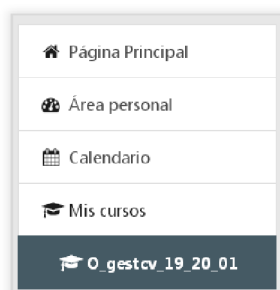 Página Principal
Área personal
Calendario
Mis cursos
O_gestcv_19_20_01